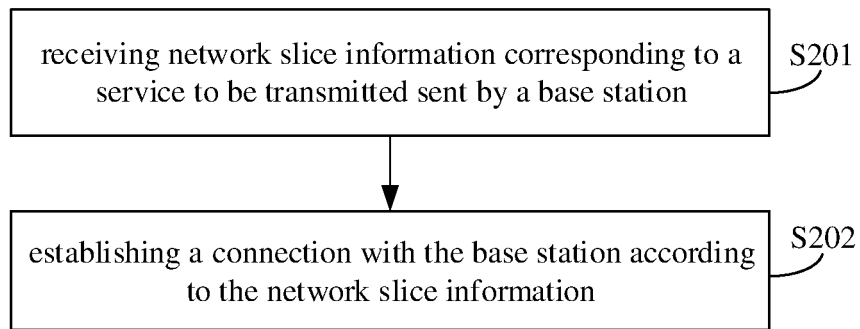 receiving network slice information corresponding to a
service to be transmitted sent by a base station
S201
establishing a connection with the base station according
to the network slice information
S202